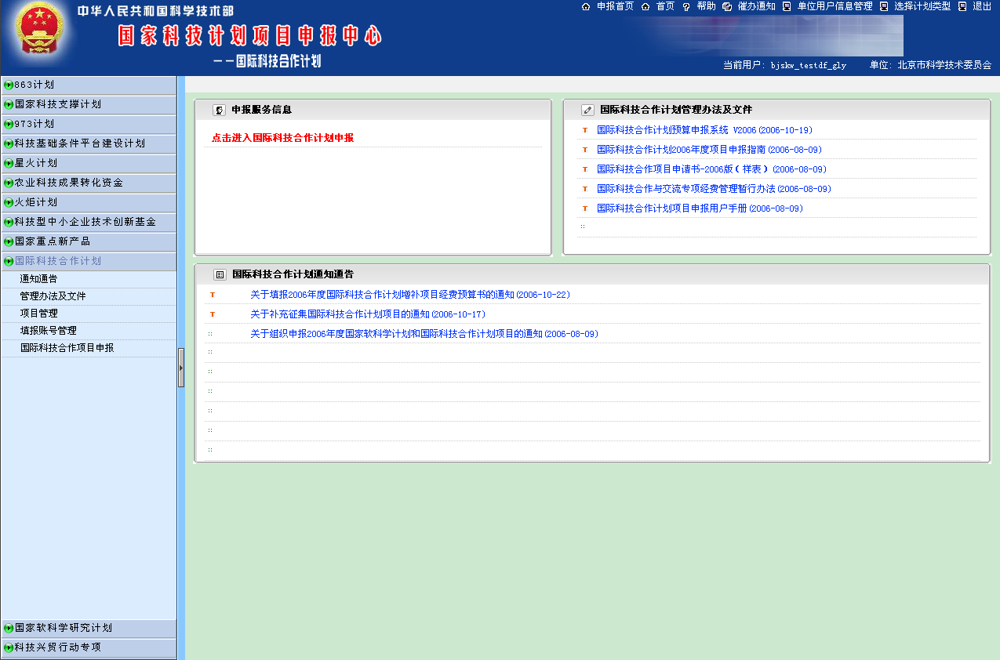 中华人民共和国科学技术部
国家科技计划项目申报中心
——国际科技合作计划
申报首页 首页 帮助 催办通知 单位用户信息管理 选择计划类型 退出
当前用户: bjskw_testdf_gly 单位: 北京市科学技术委员会
863计划
国家科技支撑计划
973计划
科技基础条件平台建设计划
星火计划
农业科技成果转化资金
火炬计划
科技型中小企业技术创新基金
国家重点新产品
国际科技合作计划
通知通告
管理办法及文件
项目管理
填报账号管理
国际科技合作项目申报
国家软科学研究计划
科技兴贸行动专项
申报服务信息
点击进入国际科技合作计划申报
国际科技合作计划管理办法及文件
T 国际科技合作计划预算申报系统 V2006(2006-10-19)
T 国际科技合作计划2006年度项目申报指南(2006-08-09)
T 国际科技合作项目申请书-2006版(样表)(2006-08-09)
T 国际科技合作与交流专项经费管理暂行办法(2006-08-09)
T 国际科技合作计划项目申报用户手册(2006-08-09)
::
国际科技合作计划通知通告
T 关于填报2006年度国际科技合作计划增补项目经费预算书的通知(2006-10-22)
T 关于补充征集国际科技合作计划项目的通知(2006-10-17)
:: 关于组织申报2006年度国家软科学计划和国际科技合作计划项目的通知(2006-08-09)
::
::
::
::
::
::